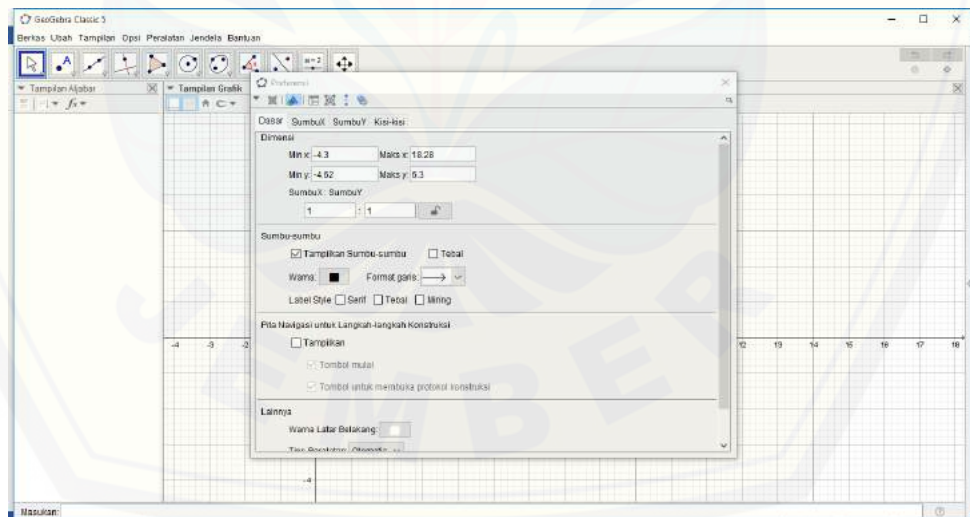 GeoGebra Classic 5
Berkas Ubah Tampilan Opsi Peralatan Jendela Bantuan
a=2
Tampilan Aljabar
Tampilan Grafik
Preferensi
Dasar SumbuX SumbuY Kisi-kisi
Dimensi
Min x: -4.3 Maks x: 18.28
Min y: -4.52 Maks y: 5.3
SumbuX : SumbuY
1 : 1
Sumbu-sumbu
Tampilkan Sumbu-sumbu Tebal
Warna: Format garis:
Label Style Serif Tebal Miring
Pita Navigasi untuk Langkah-langkah Konstruksi
Tampilkan
Tombol mulai
Tombol untuk membuka protokol konstruksi
Lainnya
Warna Latar Belakang:
-4 -3 -2 12 13 14 15 16 17 18
-4
Masukan:
JEMBER